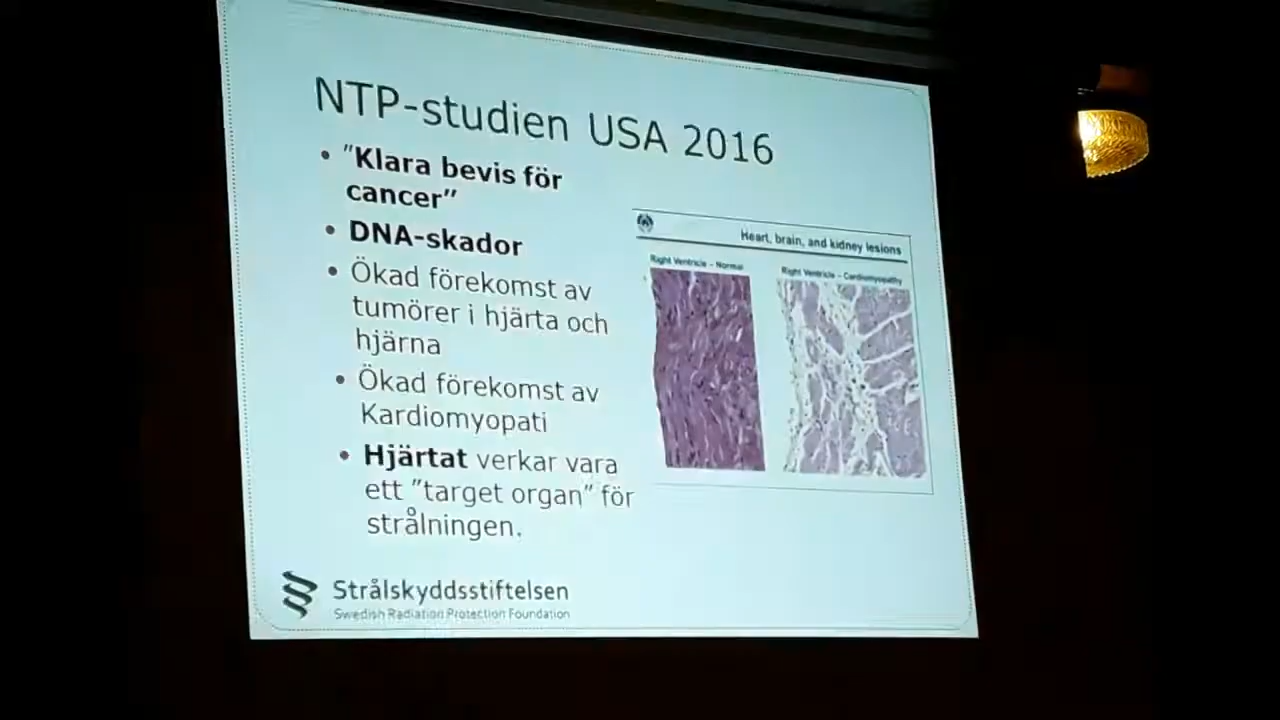 NTP-studien USA 2016
• "Klara bevis för
cancer"
• DNA-skador
• Ökad förekomst av
tumörer i hjärta och
hjärna
• Ökad förekomst av
Kardiomyopati
• Hjärtat verkar vara
ett "target organ" för
strålningen.
Heart, brain, and kidney lesions
Right Ventricle – Normal
Right Ventricle – Cardiomyopathy
Strålskyddsstiftelsen
Swedish Radiation Protection Foundation